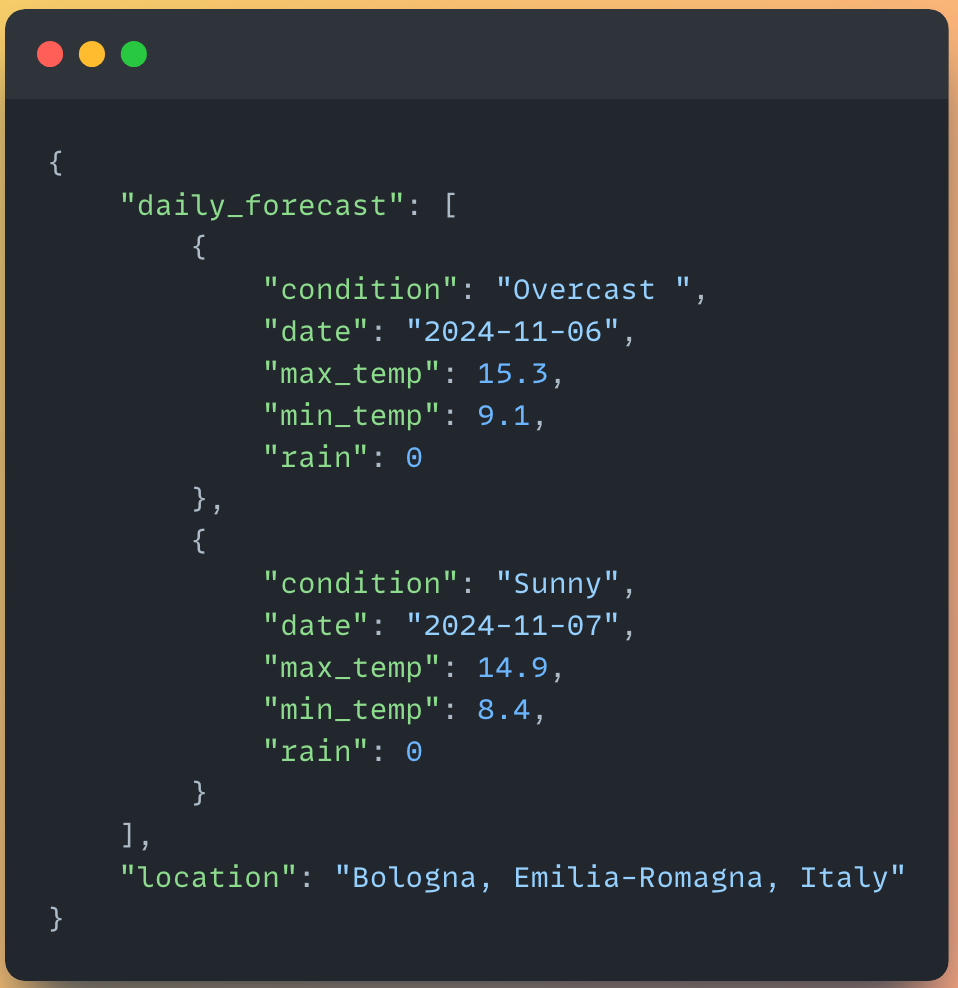 {
    "daily_forecast": [
        {
            "condition": "Overcast ",
            "date": "2024-11-06",
            "max_temp": 15.3,
            "min_temp": 9.1,
            "rain": 0
        },
        {
            "condition": "Sunny",
            "date": "2024-11-07",
            "max_temp": 14.9,
            "min_temp": 8.4,
            "rain": 0
        }
    ],
    "location": "Bologna, Emilia-Romagna, Italy"
}